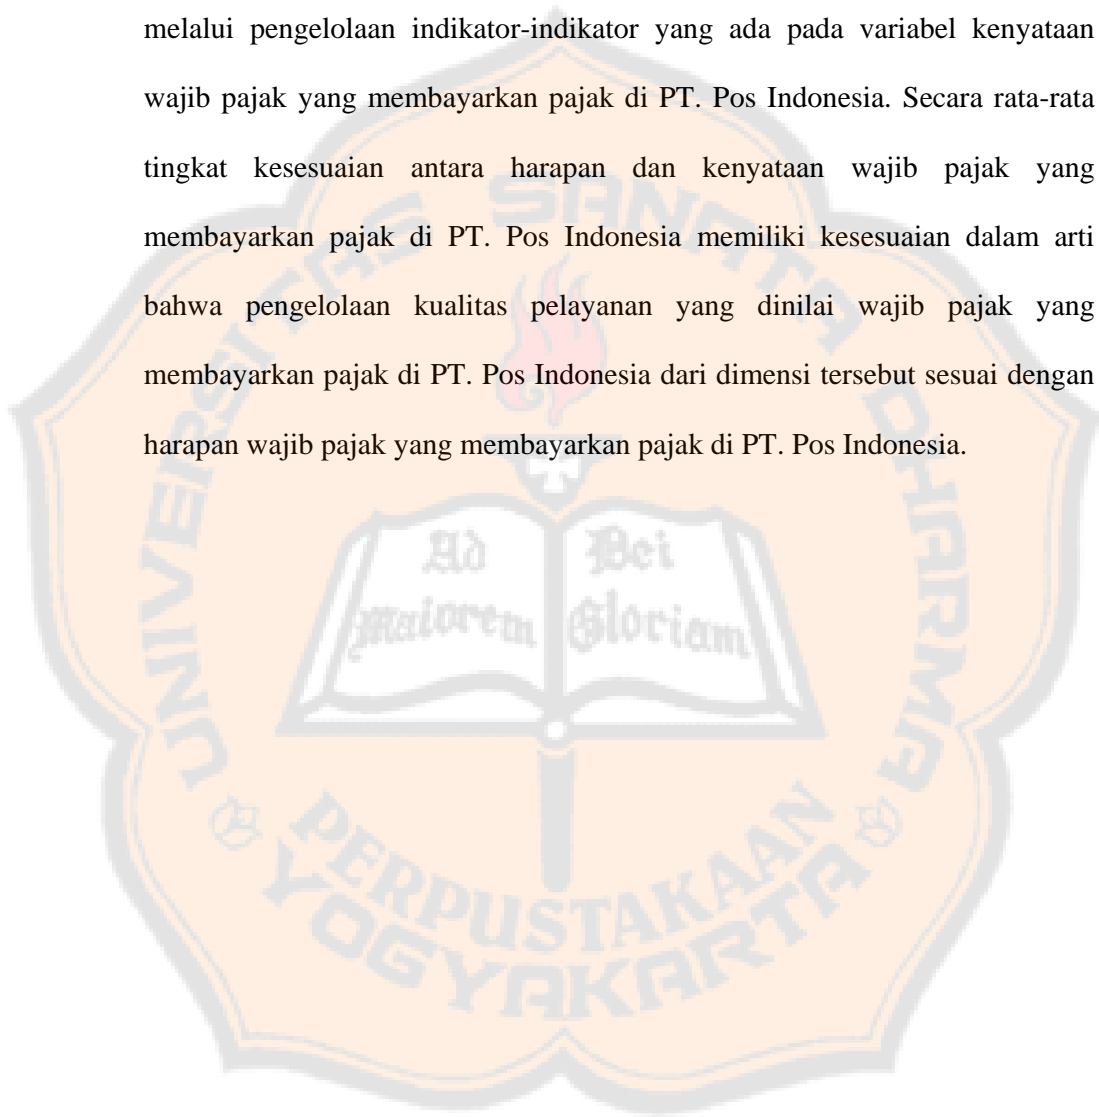 melalui pengelolaan indikator-indikator yang ada pada variabel kenyataan
wajib pajak yang membayarkan pajak di PT. Pos Indonesia. Secara rata-rata
tingkat kesesuaian antara harapan dan kenyataan wajib pajak yang
membayarkan pajak di PT. Pos Indonesia memiliki kesesuaian dalam arti
bahwa pengelolaan kualitas pelayanan yang dinilai wajib pajak yang
membayarkan pajak di PT. Pos Indonesia dari dimensi tersebut sesuai dengan
harapan wajib pajak yang membayarkan pajak di PT. Pos Indonesia.
UNIVERSITAS SANATA DHARMA
Ad Dei
Maiorem Gloriam
PERPUSTAKAAN
YOGYAKARTA